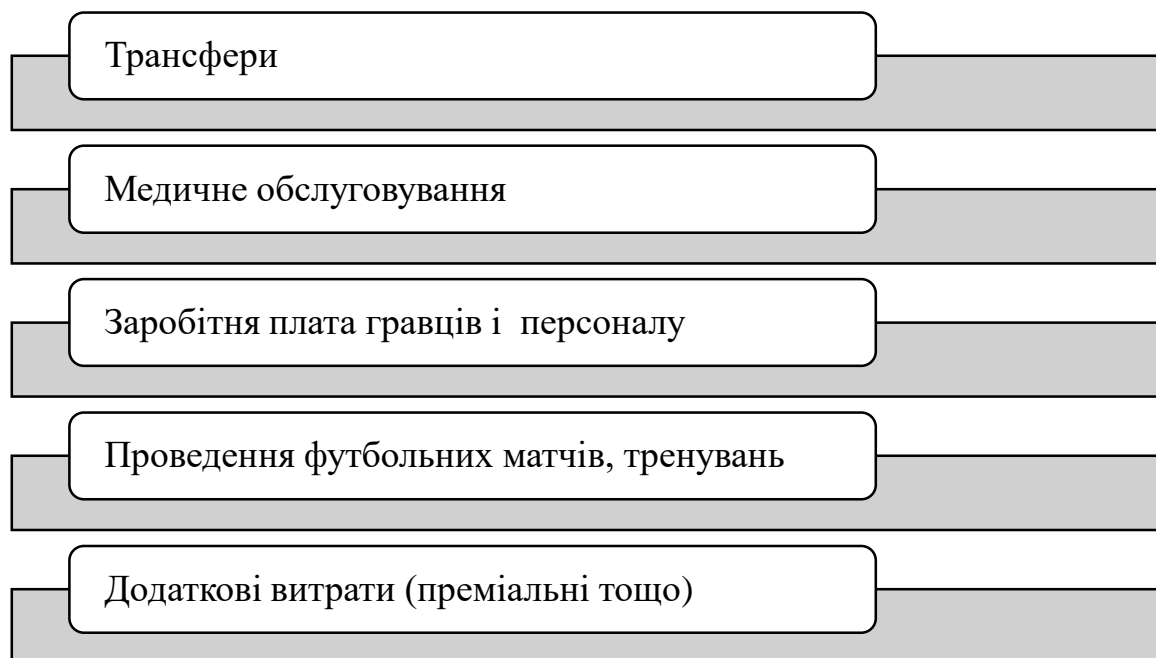 Трансфери
Медичне обслуговування
Заробітня плата гравців і  персоналу
Проведення футбольних матчів, тренувань
Додаткові витрати (преміальні тощо)